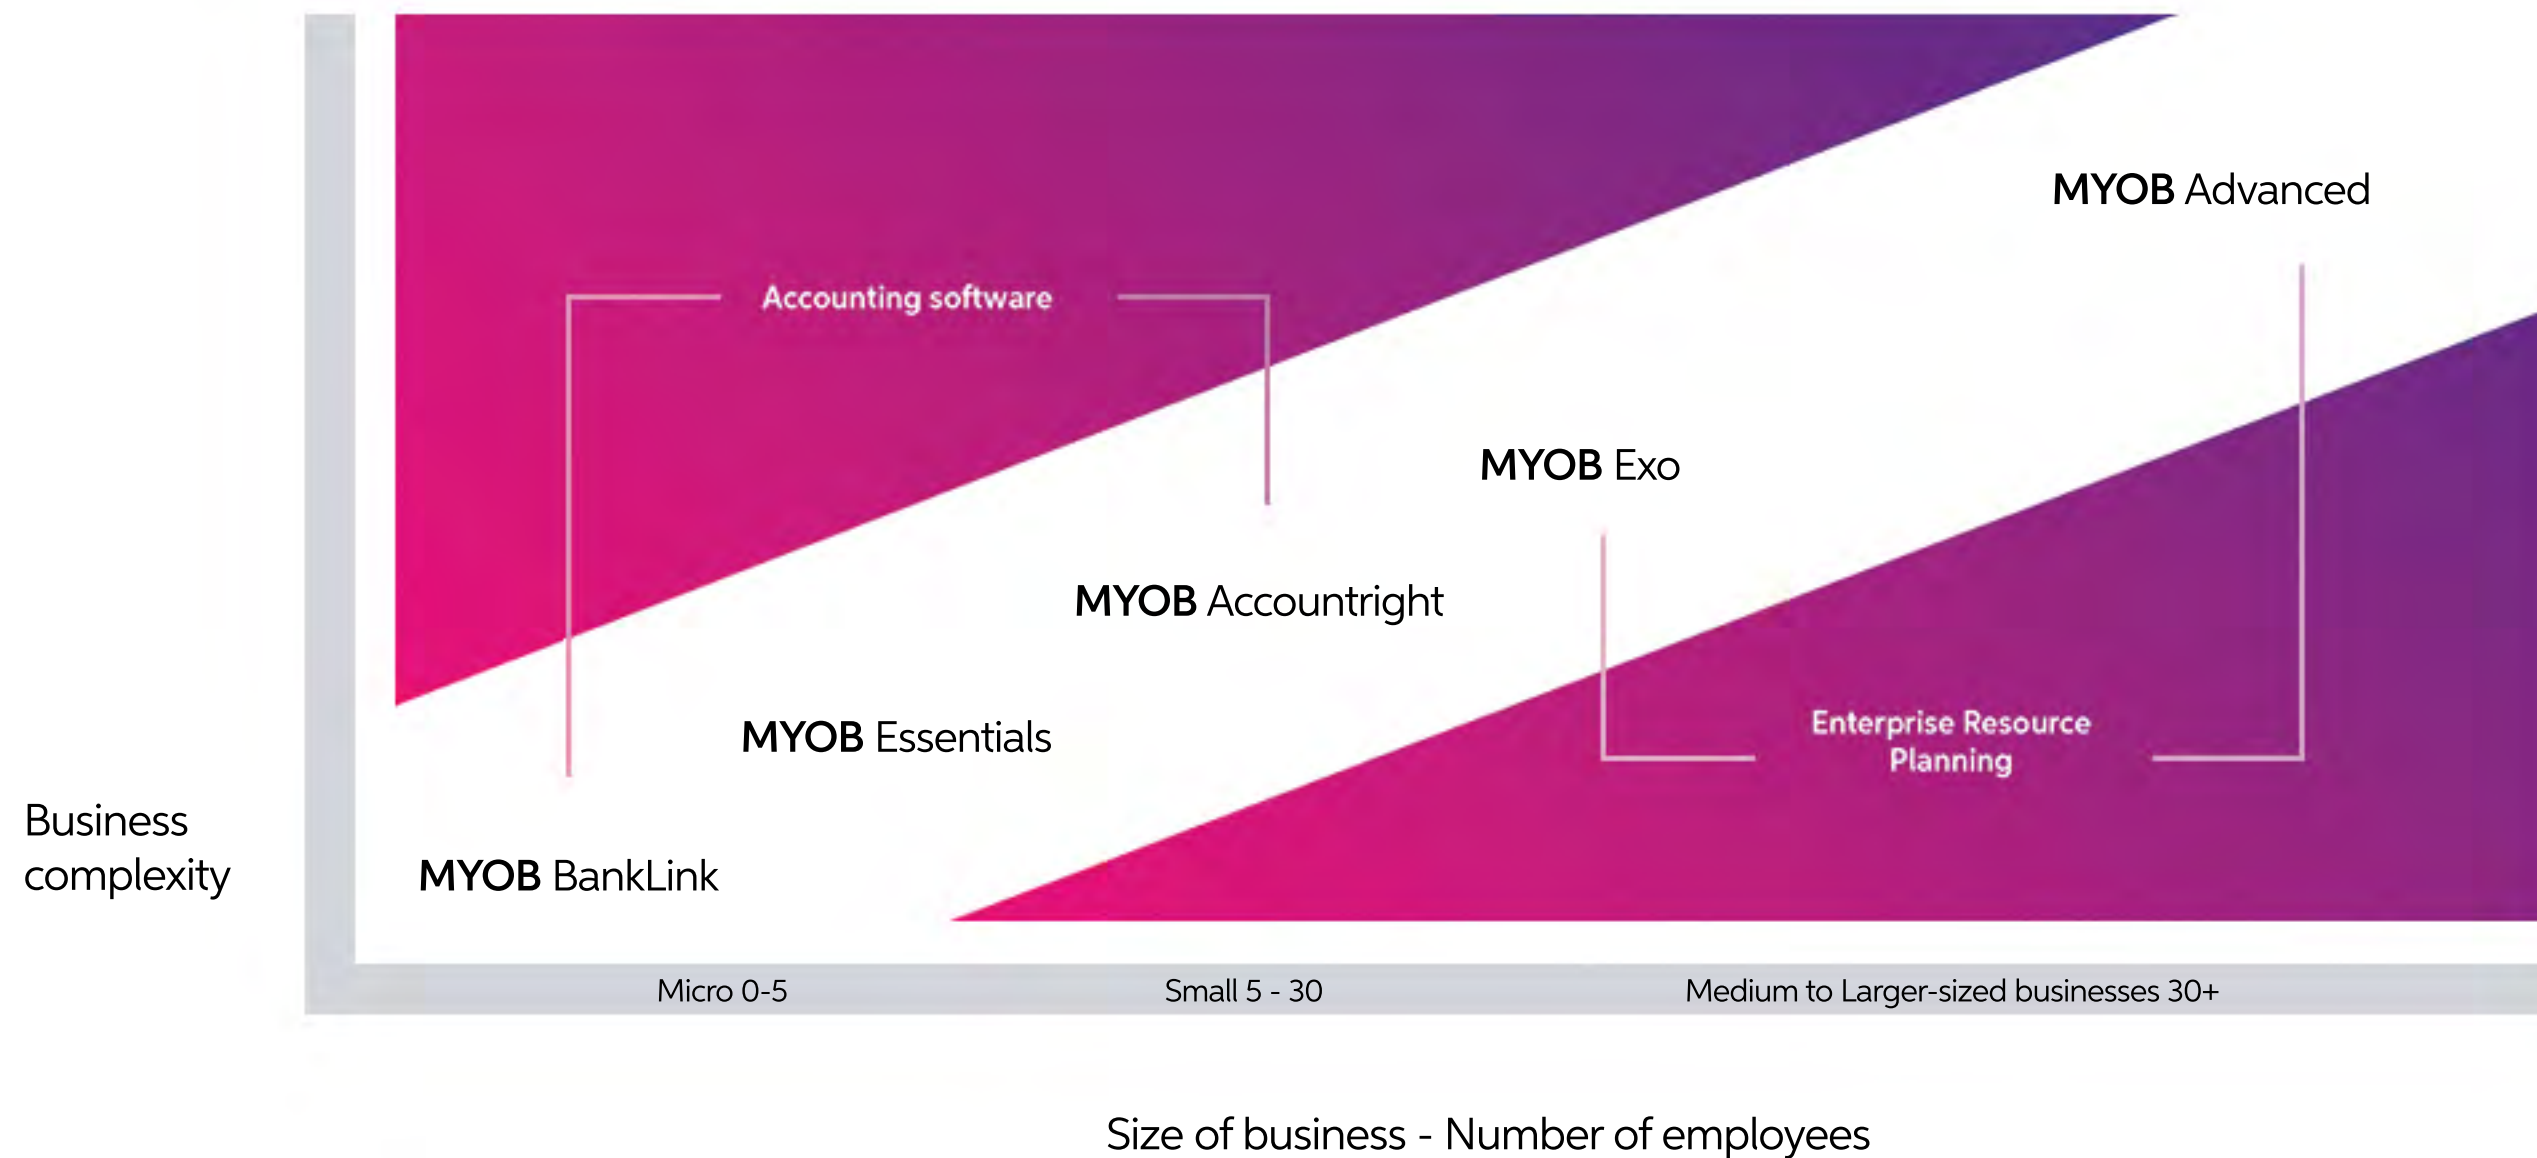 MYOB Advanced
Accounting software
MYOB Exo
MYOB Accountright
Enterprise Resource
Planning
MYOB Essentials
Business
complexity
MYOB BankLink
Micro 0-5
Small 5 - 30
Medium to Larger-sized businesses 30+
Size of business - Number of employees